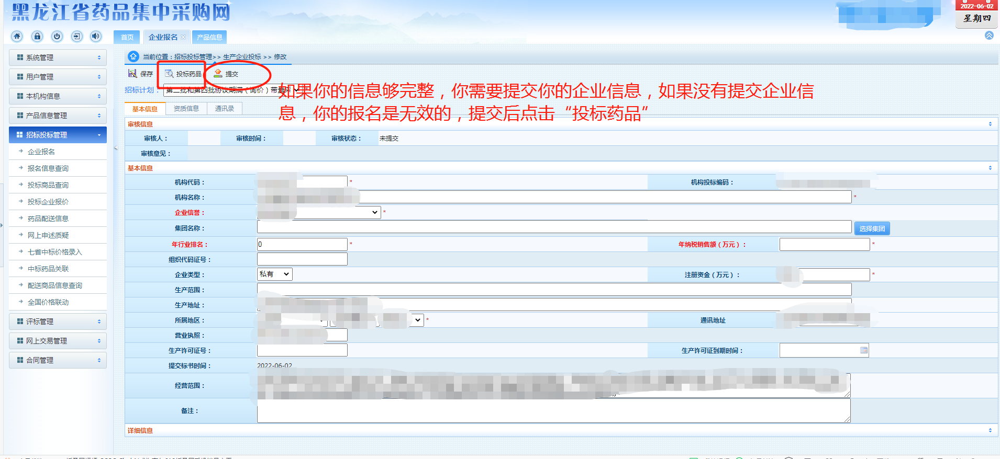 黑龙江省药品集中采购网
2022-06-02
星期四
首页
企业报名
产品信息
系统管理
用户管理
本机构信息
产品信息管理
招标投标管理
企业报名
报名信息查询
投标商品查询
投标企业报价
药品配送信息
网上申述质疑
七省中标价格录入
中标药品关联
配送商品信息查询
全国价格联动
评标管理
网上交易管理
合同管理
当前位置：招标投标管理>> 生产企业投标 >> 修改
保存
投标药品
提交
招标计划：
第二批和第四批协议期满（询价）带量采
如果你的信息够完整，你需要提交你的企业信息，如果没有提交企业信
息，你的报名是无效的，提交后点击“投标药品”
基本信息
资质信息
通讯录
审核信息
审核人：
审核时间：
审核状态： 未提交
审核意见：
基本信息
机构代码： *
机构投标编码：
机构名称： *
企业信誉： *
集团名称：
选择集团
年行业排名： 0 *
年纳税销售额（万元）： *
组织代码证号：
企业类型： 私有
注册资金（万元）： *
生产范围：
生产地址：
所属地区： *
通讯地址
营业执照：
生产许可证号：
生产许可证到期时间：
提交标书时间： 2022-06-02
经营范围：
备注：
详细信息